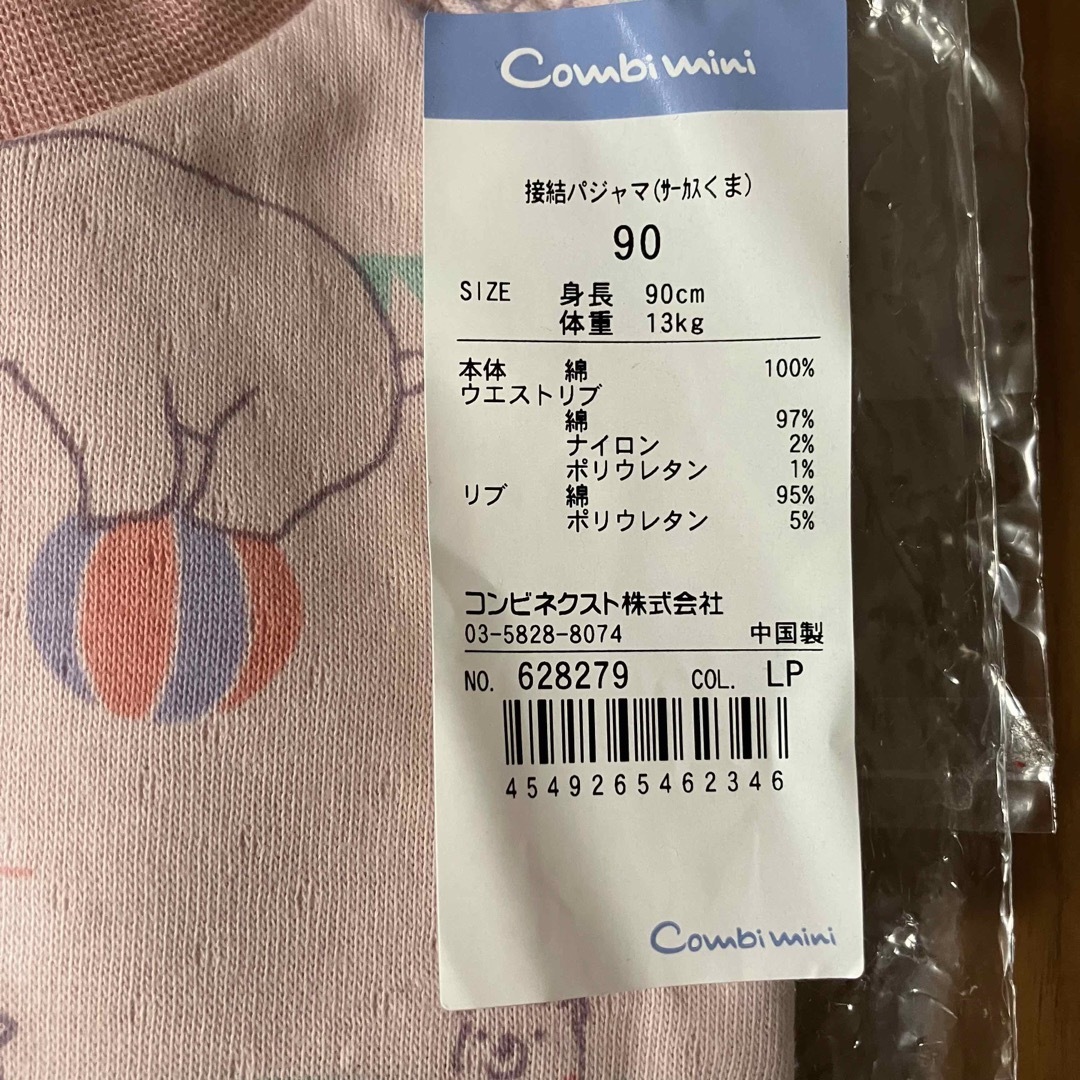 Combi mini
接結パジャマ(ｻｰｶｽくま)
90
SIZE 身長 90cm
体重 13kg
本体 綿 100%
ウエストリブ
綿 97%
ナイロン 2%
ポリウレタン 1%
リブ 綿 95%
ポリウレタン 5%
コンビネクスト株式会社
03-5828-8074 中国製
NO. 628279 COL. LP
4549265462346
Combi mini